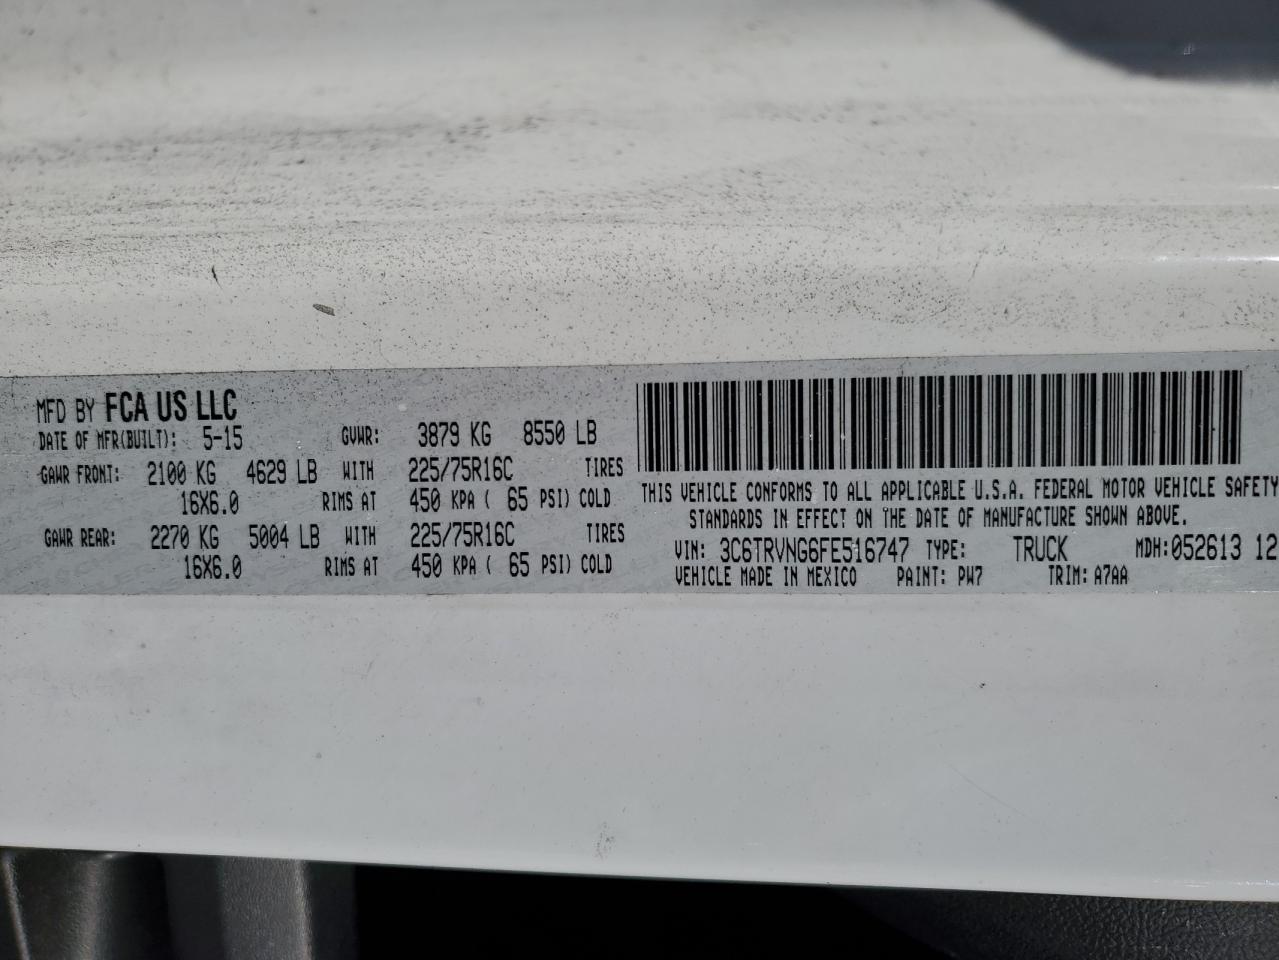 MFD BY FCA US LLC
DATE OF MFR(BUILT): 5-15 GVWR: 3879 KG 8550 LB
GAWR FRONT: 2100 KG 4629 LB WITH 225/75R16C TIRES
16X6.0 RIMS AT 450 KPA ( 65 PSI) COLD
GAWR REAR: 2270 KG 5004 LB WITH 225/75R16C TIRES
16X6.0 RIMS AT 450 KPA ( 65 PSI) COLD
THIS VEHICLE CONFORMS TO ALL APPLICABLE U.S.A. FEDERAL MOTOR VEHICLE SAFETY
STANDARDS IN EFFECT ON THE DATE OF MANUFACTURE SHOWN ABOVE.
VIN: 3C6TRVNG6FE516747 TYPE: TRUCK MDH:052613 12
VEHICLE MADE IN MEXICO PAINT: PW7 TRIM: A7AA